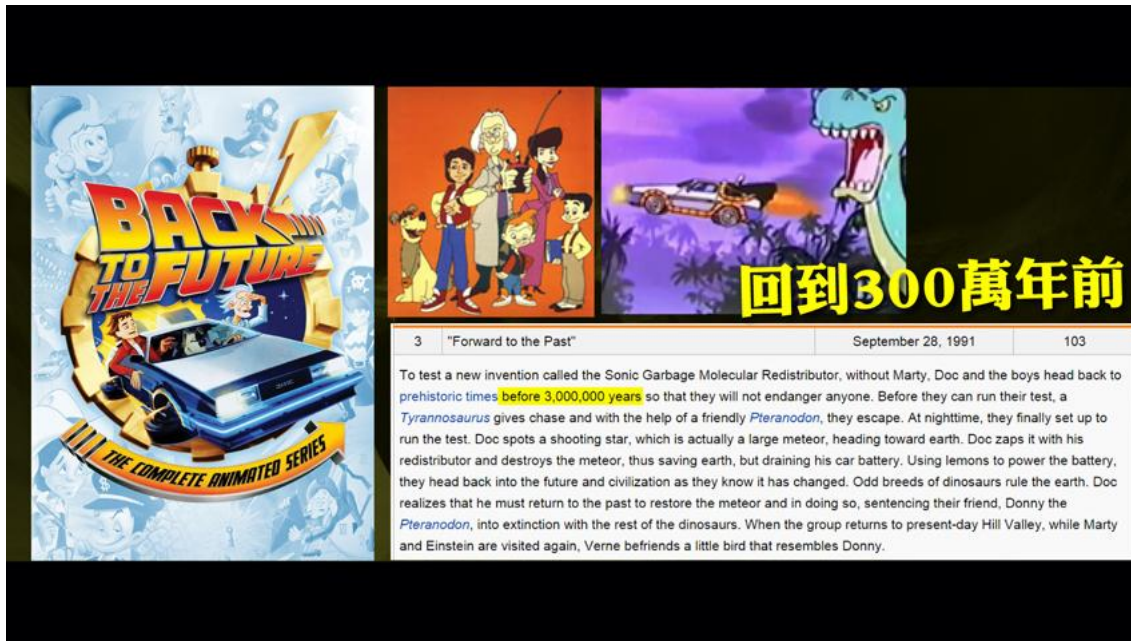 BACK
TO
THE FUTURE
THE COMPLETE ANIMATED SERIES
回到300萬年前
3 "Forward to the Past" September 28, 1991 103
To test a new invention called the Sonic Garbage Molecular Redistributor, without Marty, Doc and the boys head back to
prehistoric times before 3,000,000 years so that they will not endanger anyone. Before they can run their test, a
Tyrannosaurus gives chase and with the help of a friendly Pteranodon, they escape. At nighttime, they finally set up to
run the test. Doc spots a shooting star, which is actually a large meteor, heading toward earth. Doc zaps it with his
redistributor and destroys the meteor, thus saving earth, but draining his car battery. Using lemons to power the battery,
they head back into the future and civilization as they know it has changed. Odd breeds of dinosaurs rule the earth. Doc
realizes that he must return to the past to restore the meteor and in doing so, sentencing their friend, Donny the
Pteranodon, into extinction with the rest of the dinosaurs. When the group returns to present-day Hill Valley, while Marty
and Einstein are visited again, Verne befriends a little bird that resembles Donny.